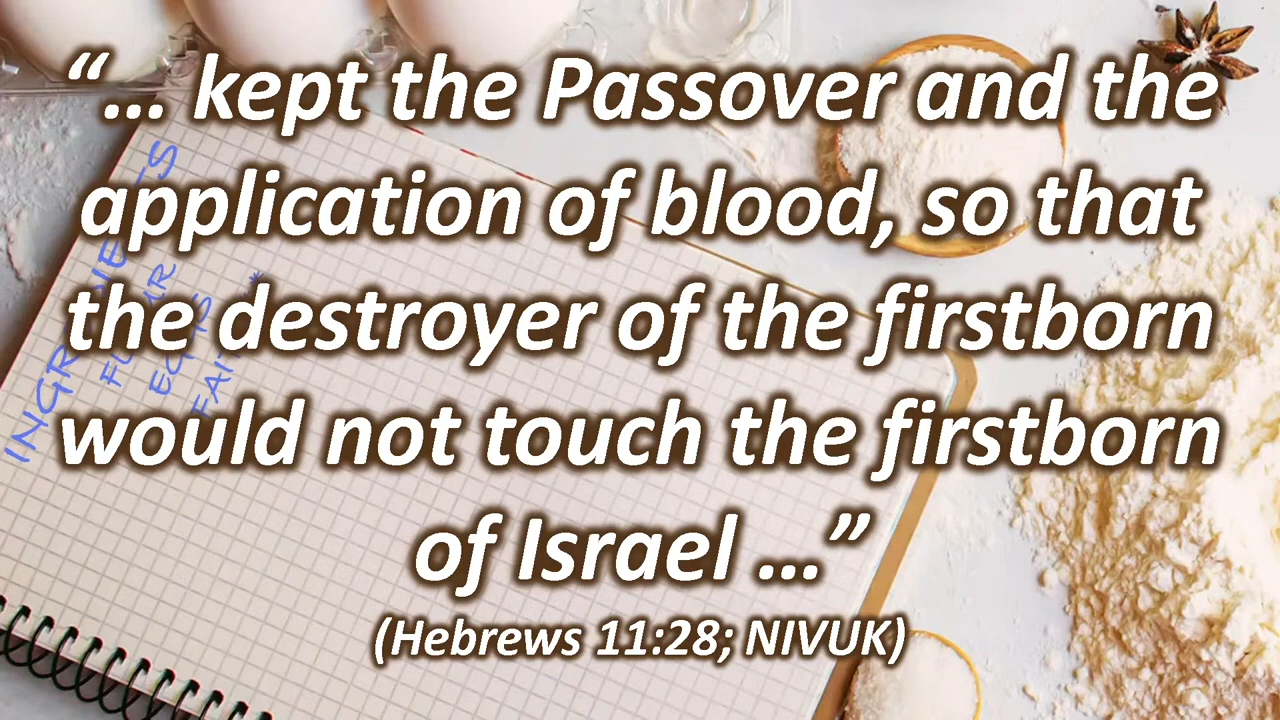 “... kept the Passover and the
application of blood, so that
the destroyer of the firstborn
would not touch the firstborn
of Israel ...”
(Hebrews 11:28; NIVUK)